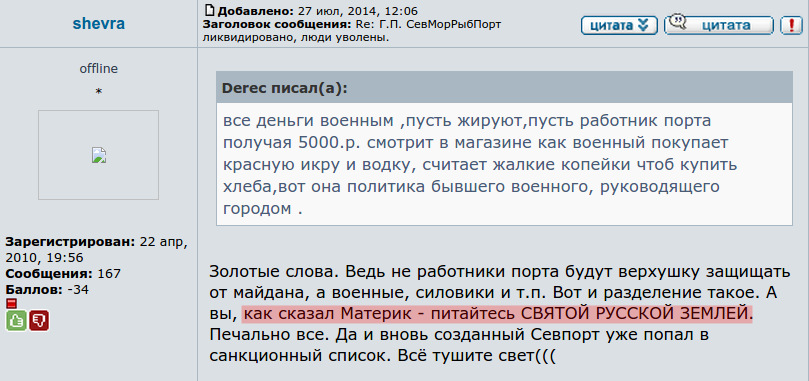 shevra
Добавлено: 27 июл, 2014, 12:06
Заголовок сообщения: Re: Г.П. СевМорРыбПорт
ликвидировано, люди уволены.
цитата
цитата
!
offline
*
Зарегистрирован: 22 апр,
2010, 19:56
Сообщения: 167
Баллов: -34
Derec писал(а):
все деньги военным ,пусть жируют,пусть работник порта
получая 5000.р. смотрит в магазине как военный покупает
красную икру и водку, считает жалкие копейки чтоб купить
хлеба,вот она политика бывшего военного, руководящего
городом .
Золотые слова. Ведь не работники порта будут верхушку защищать
от майдана, а военные, силовики и т.п. Вот и разделение такое. А
вы, как сказал Материк - питайтесь СВЯТОЙ РУССКОЙ ЗЕМЛЕЙ.
Печально все. Да и вновь созданный Севпорт уже попал в
санкционный список. Всё тушите свет(((